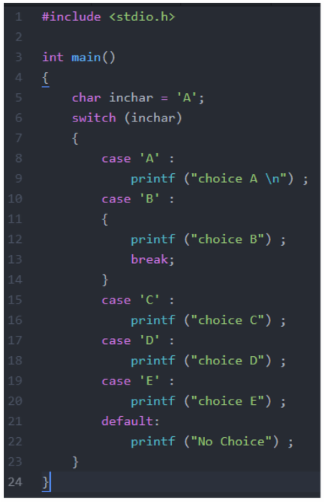 1 #include <stdio.h>
2
3 int main()
4 {
5     char inchar = 'A';
6     switch (inchar)
7     {
8         case 'A' :
9             printf ("choice A \n") ;
10         case 'B' :
11         {
12             printf ("choice B") ;
13             break;
14         }
15         case 'C' :
16             printf ("choice C") ;
17         case 'D' :
18             printf ("choice D") ;
19         case 'E' :
20             printf ("choice E") ;
21         default:
22             printf ("No Choice") ;
23     }
24 }